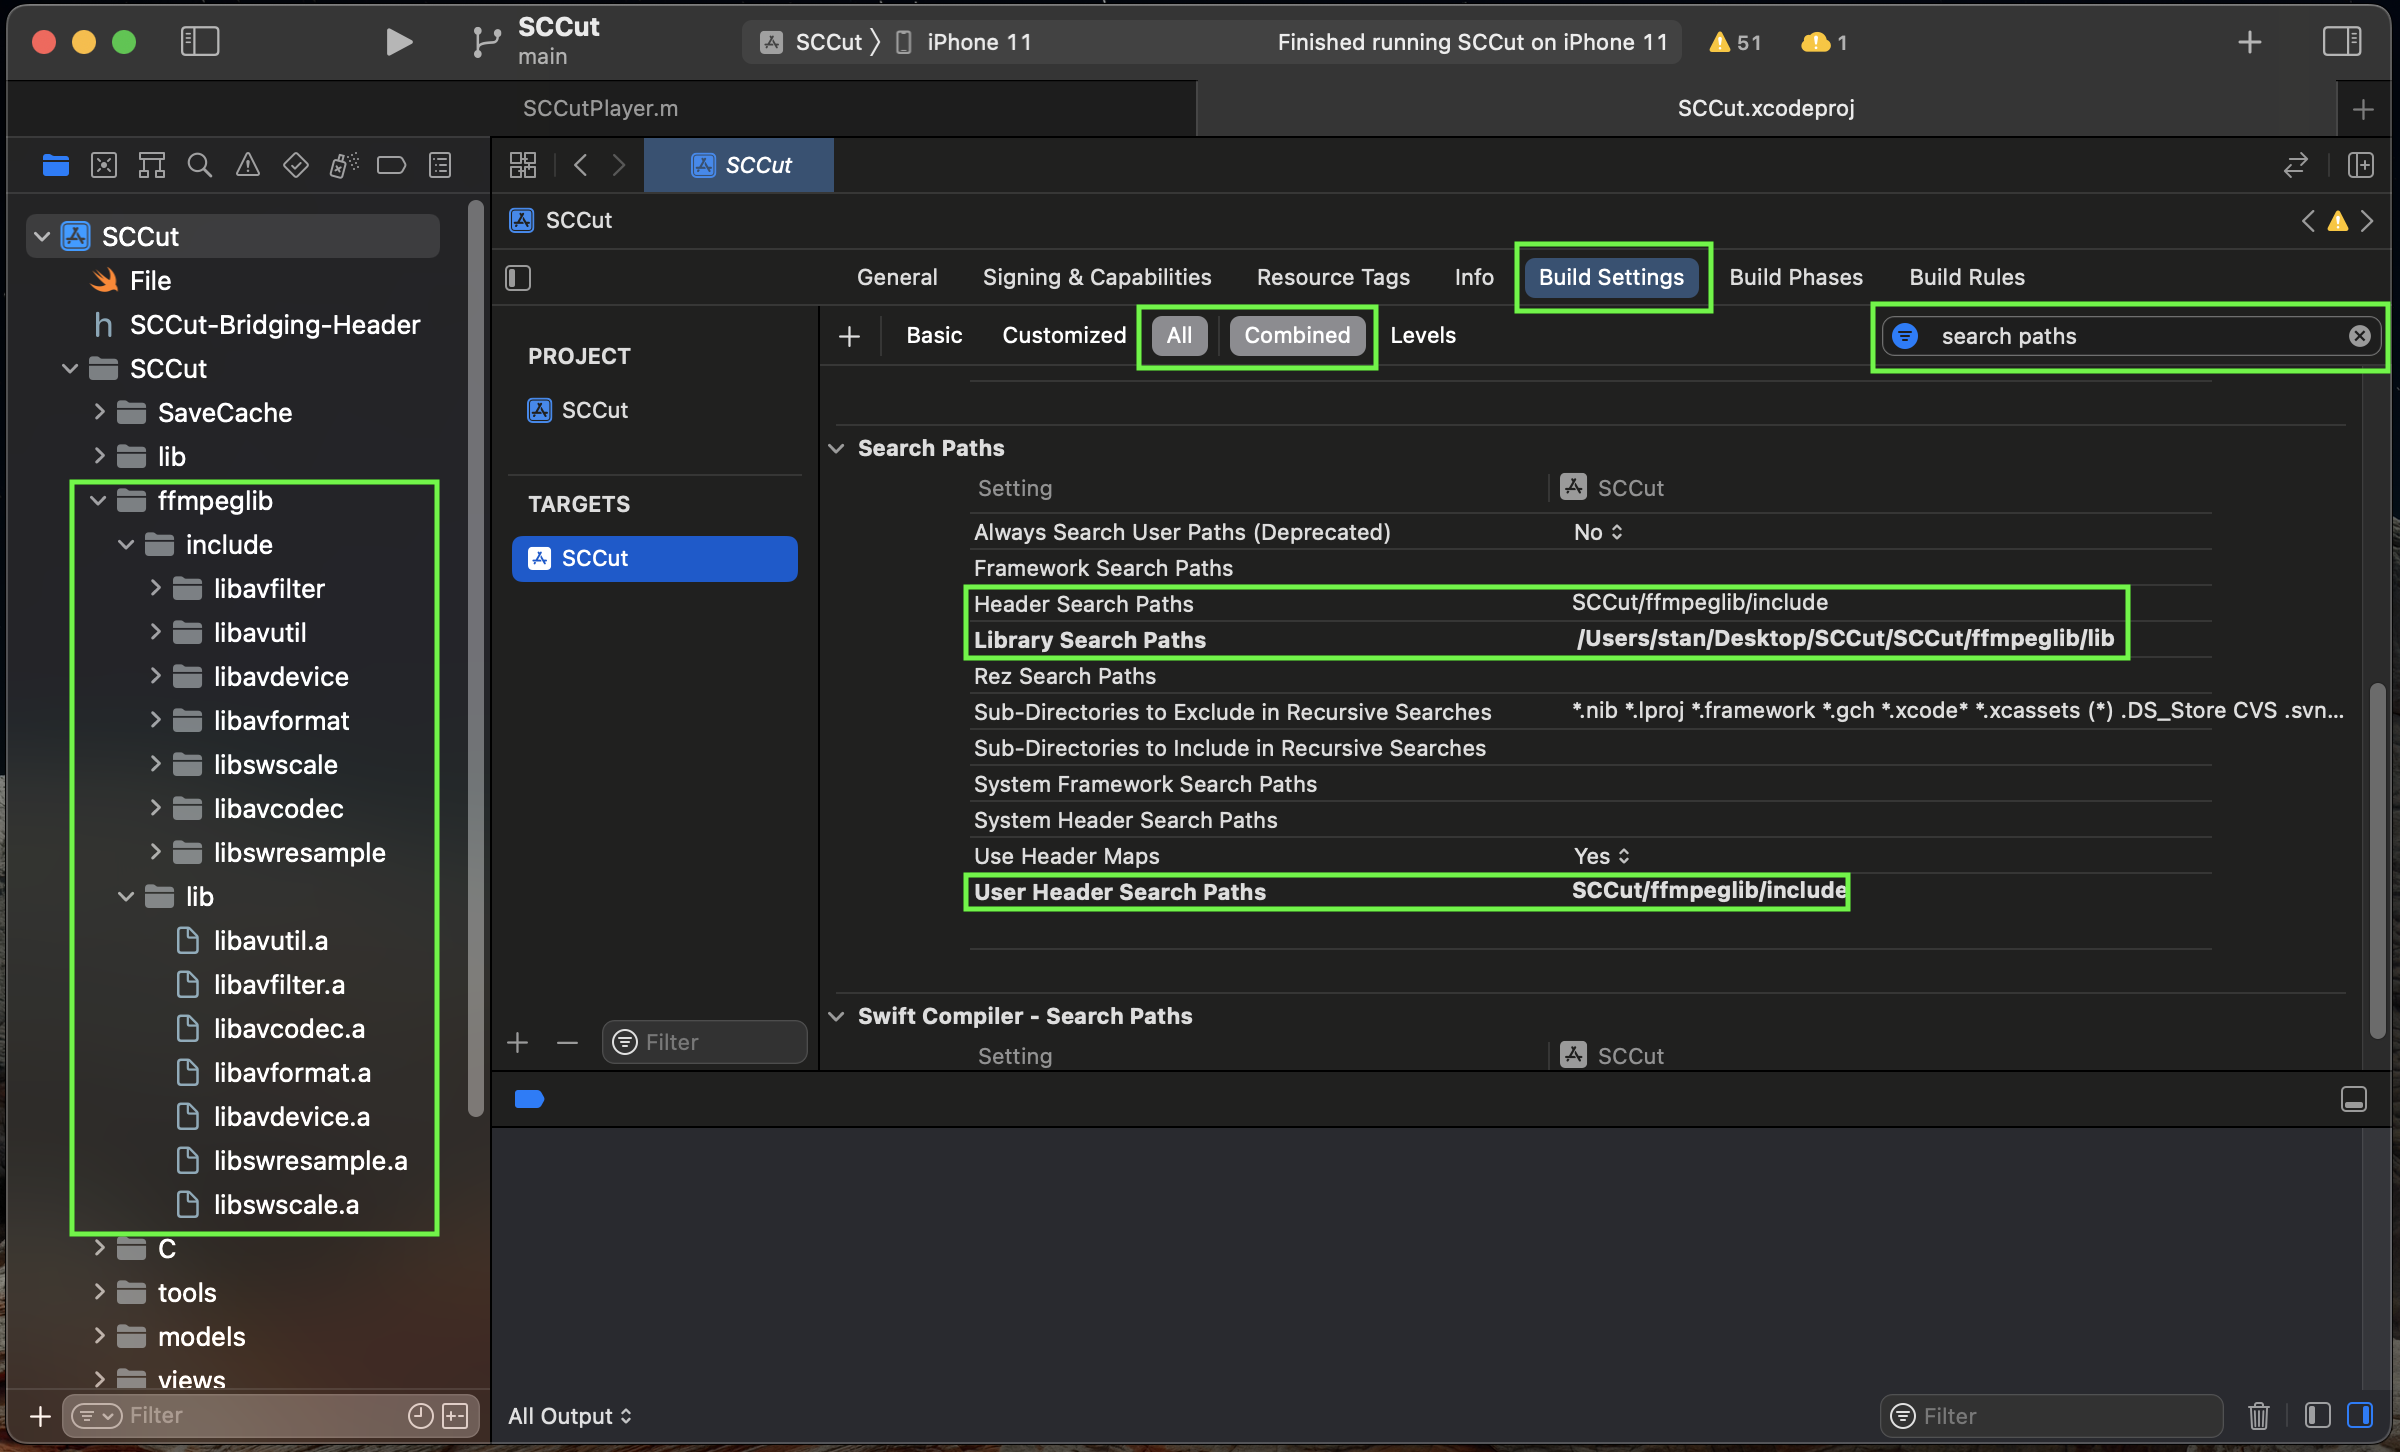 SCCut
main
SCCut
iPhone 11
Finished running SCCut on iPhone 11
51
1
SCCutPlayer.m
SCCut.xcodeproj
SCCut
SCCut
General
Signing & Capabilities
Resource Tags
Info
Build Settings
Build Phases
Build Rules
Basic
Customized
All
Combined
Levels
search paths
SCCut
File
h SCCut-Bridging-Header
SCCut
SaveCache
lib
ffmpeglib
include
libavfilter
libavutil
libavdevice
libavformat
libswscale
libavcodec
libswresample
lib
libavutil.a
libavfilter.a
libavcodec.a
libavformat.a
libavdevice.a
libswresample.a
libswscale.a
C
tools
models
views
Filter
PROJECT
SCCut
TARGETS
SCCut
Filter
Search Paths
Setting SCCut
Always Search User Paths (Deprecated) No
Framework Search Paths
Header Search Paths SCCut/ffmpeglib/include
Library Search Paths /Users/stan/Desktop/SCCut/SCCut/ffmpeglib/lib
Rez Search Paths
Sub-Directories to Exclude in Recursive Searches *.nib *.lproj *.framework *.gch *.xcode* *.xcassets (*) .DS_Store CVS .svn...
Sub-Directories to Include in Recursive Searches
System Framework Search Paths
System Header Search Paths
Use Header Maps Yes
User Header Search Paths SCCut/ffmpeglib/include
Swift Compiler - Search Paths
Setting SCCut
All Output
Filter